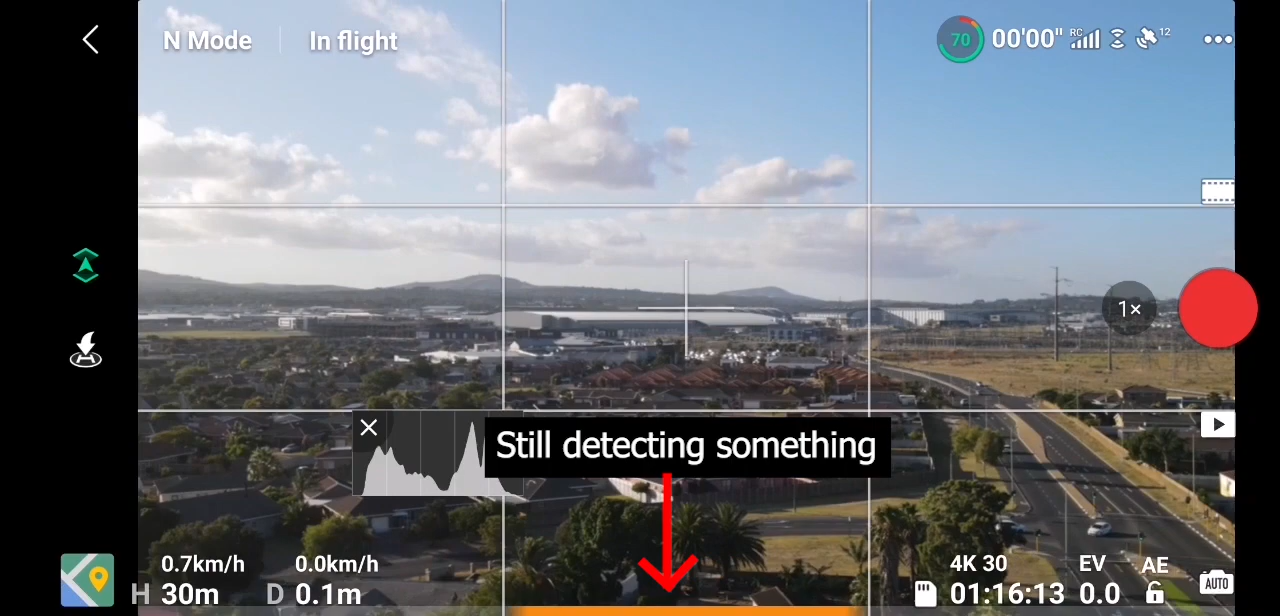 N Mode
In flight
70
00'00"
RC
12
1×
Still detecting something
0.7km/h
0.0km/h
H 30m
D 0.1m
4K 30
01:16:13
EV
0.0
AE
AUTO